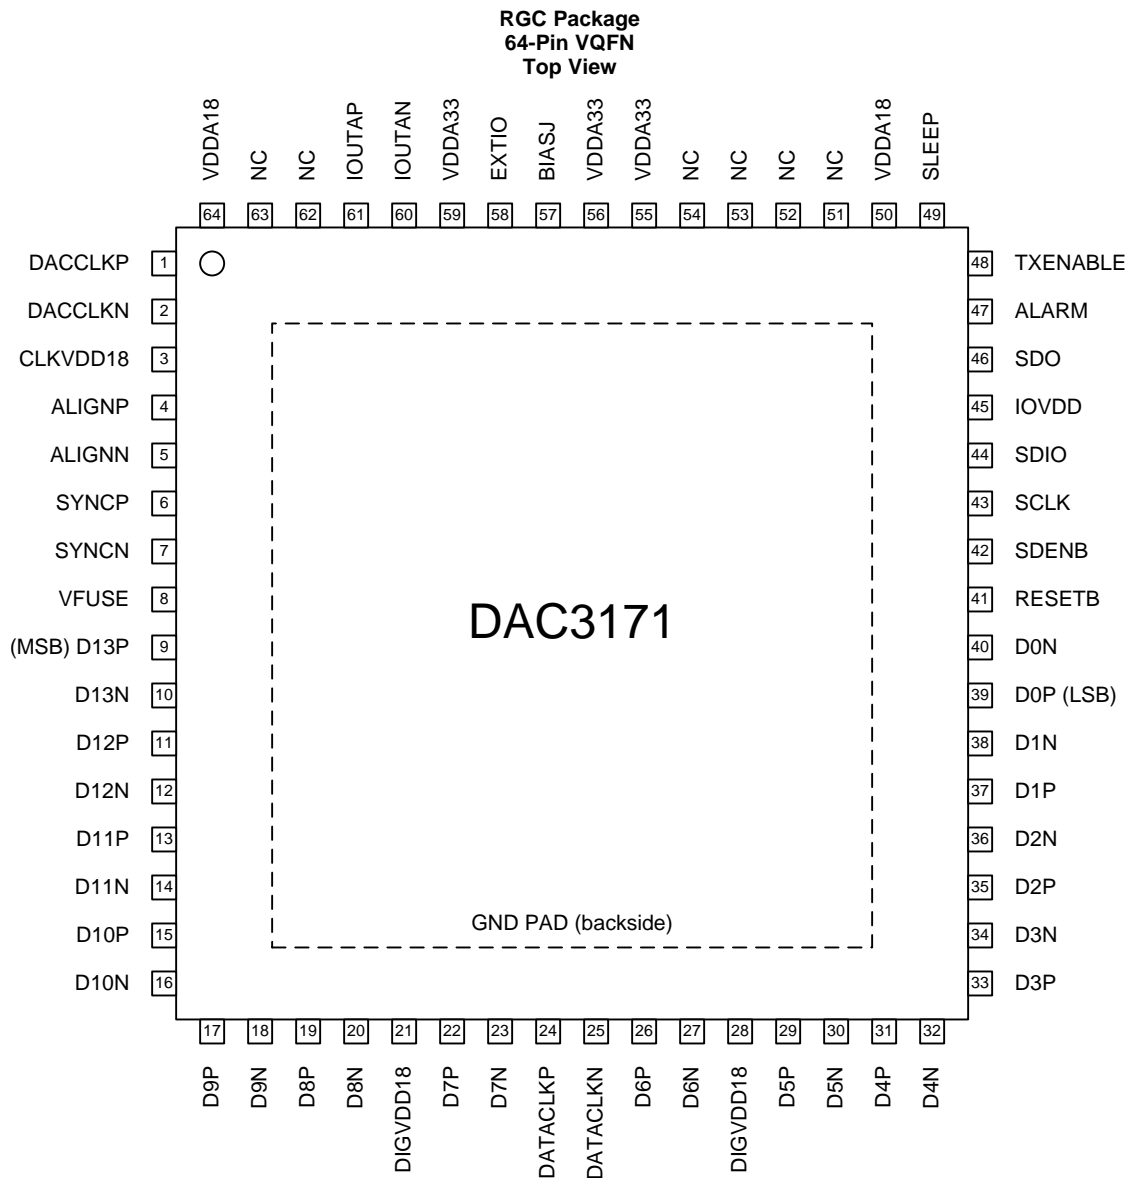 RGC Package
64-Pin VQFN
Top View
VDDA18
NC
NC
IOUTAP
IOUTAN
VDDA33
EXTIO
BIASJ
VDDA33
VDDA33
NC
NC
NC
NC
VDDA18
SLEEP
64 63 62 61 60 59 58 57 56 55 54 53 52 51 50 49
DACCLKP 1
DACCLKN 2
CLKVDD18 3
ALIGNP 4
ALIGNN 5
SYNCP 6
SYNCN 7
VFUSE 8
(MSB) D13P 9
D13N 10
D12P 11
D12N 12
D11P 13
D11N 14
D10P 15
D10N 16
DAC3171
GND PAD (backside)
48 TXENABLE
47 ALARM
46 SDO
45 IOVDD
44 SDIO
43 SCLK
42 SDENB
41 RESETB
40 D0N
39 D0P (LSB)
38 D1N
37 D1P
36 D2N
35 D2P
34 D3N
33 D3P
17 18 19 20 21 22 23 24 25 26 27 28 29 30 31 32
D9P
D9N
D8P
D8N
DIGVDD18
D7P
D7N
DATACLKP
DATACLKN
D6P
D6N
DIGVDD18
D5P
D5N
D4P
D4N